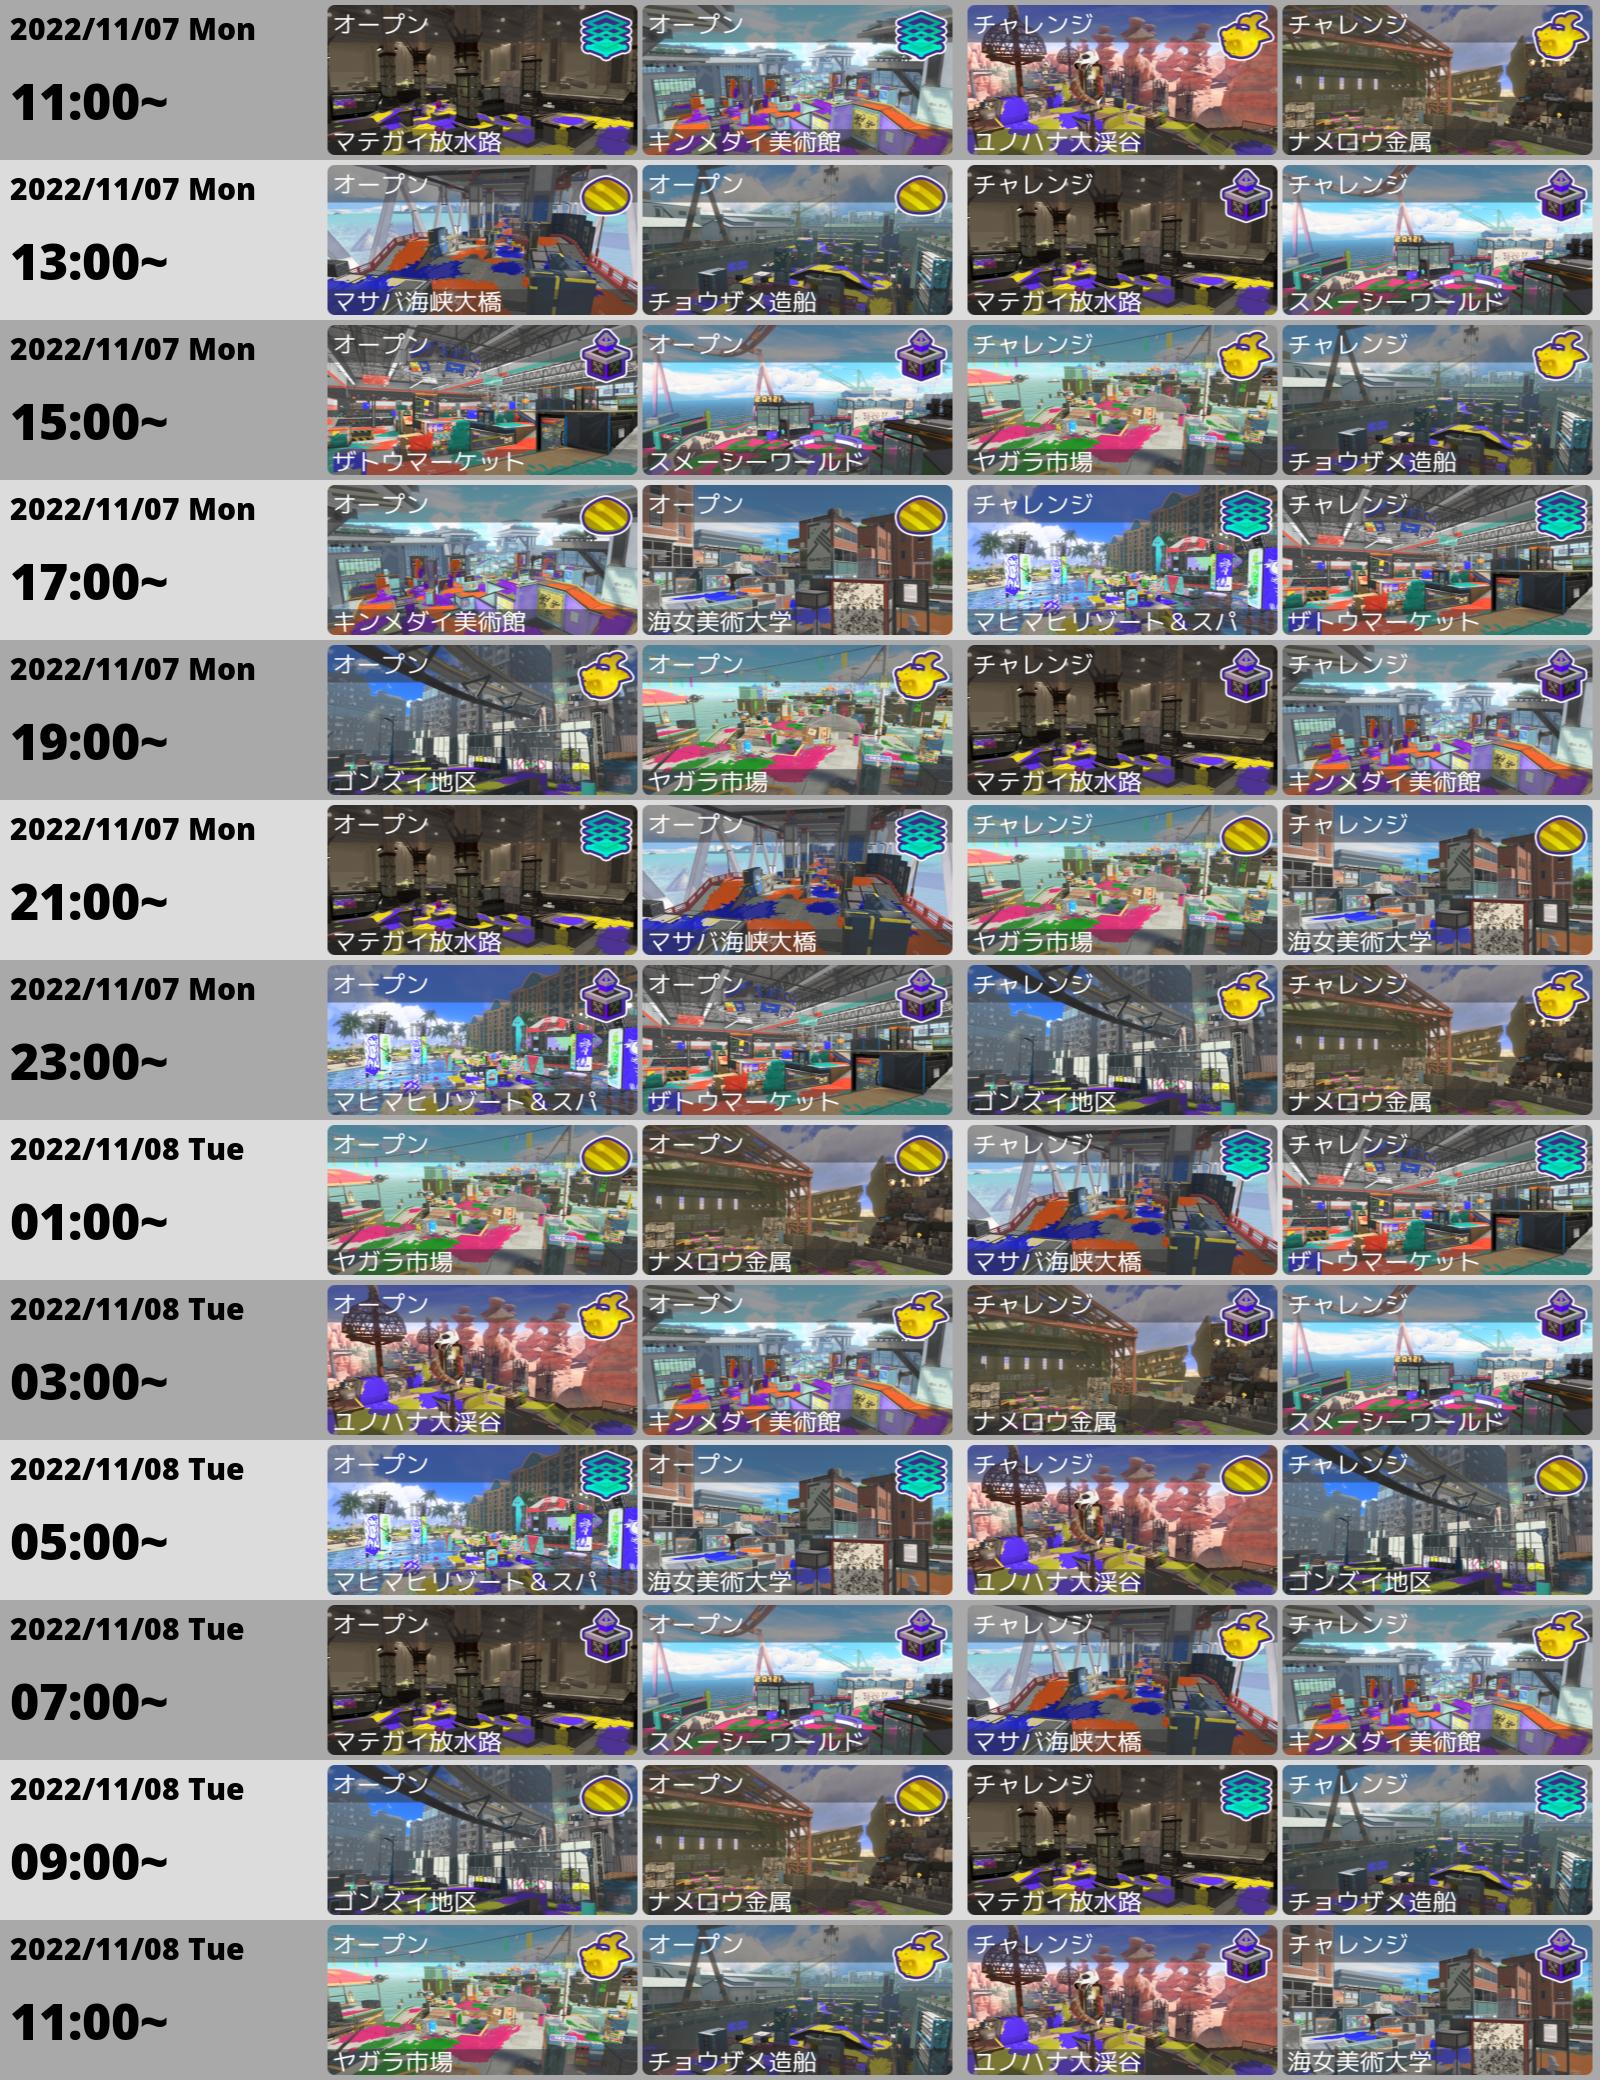 2022/11/07 Mon
11:00~
オープン オープン チャレンジ チャレンジ
マテガイ放水路 キンメダイ美術館 ユノハナ大渓谷 ナメロウ金属
2022/11/07 Mon
13:00~
オープン オープン チャレンジ チャレンジ
マサバ海峡大橋 チョウザメ造船 マテガイ放水路 スメーシーワールド
2022/11/07 Mon
15:00~
オープン オープン チャレンジ チャレンジ
ザトウマーケット スメーシーワールド ヤガラ市場 チョウザメ造船
2022/11/07 Mon
17:00~
オープン オープン チャレンジ チャレンジ
キンメダイ美術館 海女美術大学 マヒマヒリゾート&スパ ザトウマーケット
2022/11/07 Mon
19:00~
オープン オープン チャレンジ チャレンジ
ゴンズイ地区 ヤガラ市場 マテガイ放水路 キンメダイ美術館
2022/11/07 Mon
21:00~
オープン オープン チャレンジ チャレンジ
マテガイ放水路 マサバ海峡大橋 ヤガラ市場 海女美術大学
2022/11/07 Mon
23:00~
オープン オープン チャレンジ チャレンジ
マヒマヒリゾート&スパ ザトウマーケット ゴンズイ地区 ナメロウ金属
2022/11/08 Tue
01:00~
オープン オープン チャレンジ チャレンジ
ヤガラ市場 ナメロウ金属 マサバ海峡大橋 ザトウマーケット
2022/11/08 Tue
03:00~
オープン オープン チャレンジ チャレンジ
ユノハナ大渓谷 キンメダイ美術館 ナメロウ金属 スメーシーワールド
2022/11/08 Tue
05:00~
オープン オープン チャレンジ チャレンジ
マヒマヒリゾート&スパ 海女美術大学 ユノハナ大渓谷 ゴンズイ地区
2022/11/08 Tue
07:00~
オープン オープン チャレンジ チャレンジ
マテガイ放水路 スメーシーワールド マサバ海峡大橋 キンメダイ美術館
2022/11/08 Tue
09:00~
オープン オープン チャレンジ チャレンジ
ゴンズイ地区 ナメロウ金属 マテガイ放水路 チョウザメ造船
2022/11/08 Tue
11:00~
オープン オープン チャレンジ チャレンジ
ヤガラ市場 チョウザメ造船 ユノハナ大渓谷 海女美術大学